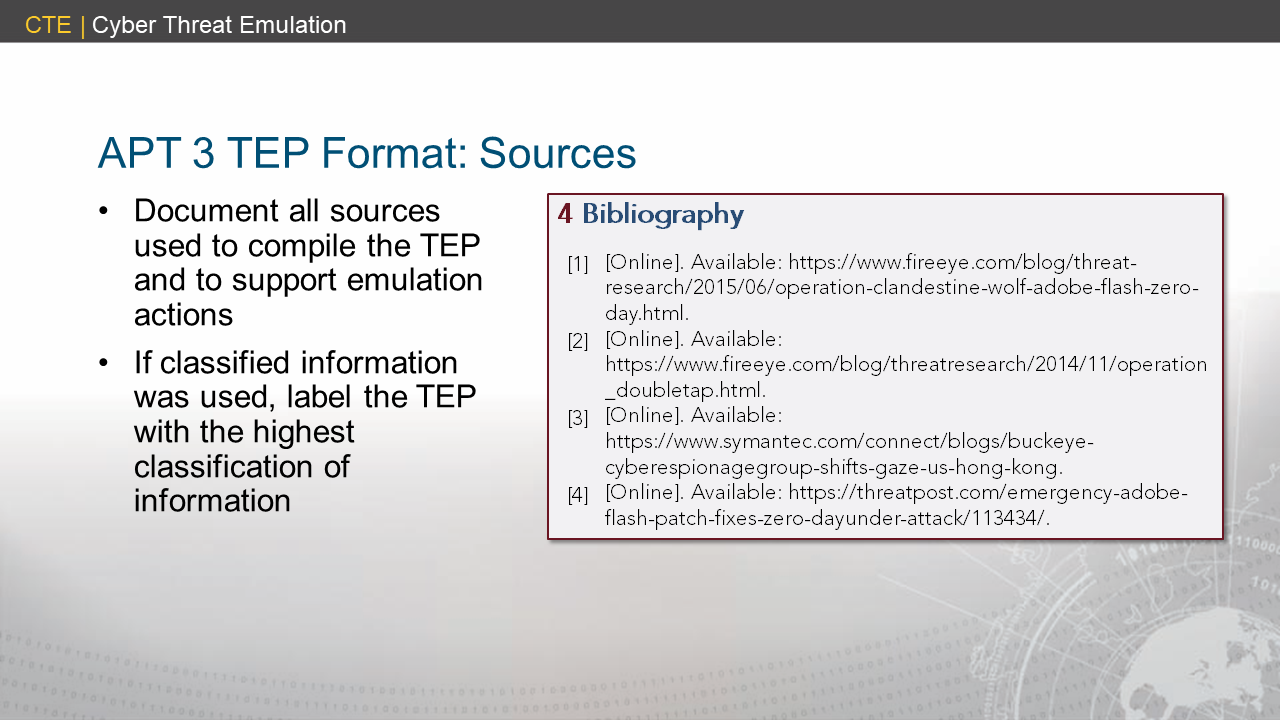 CTE | Cyber Threat Emulation
APT 3 TEP Format: Sources
• Document all sources
used to compile the TEP
and to support emulation
actions
• If classified information
was used, label the TEP
with the highest
classification of
information
4 Bibliography
[1] [Online]. Available: https://www.fireeye.com/blog/threat-
research/2015/06/operation-clandestine-wolf-adobe-flash-zero-
day.html.
[2] [Online]. Available:
https://www.fireeye.com/blog/threatresearch/2014/11/operation
_doubletap.html.
[3] [Online]. Available:
https://www.symantec.com/connect/blogs/buckeye-
cyberespionagegroup-shifts-gaze-us-hong-kong.
[4] [Online]. Available: https://threatpost.com/emergency-adobe-
flash-patch-fixes-zero-dayunder-attack/113434/.